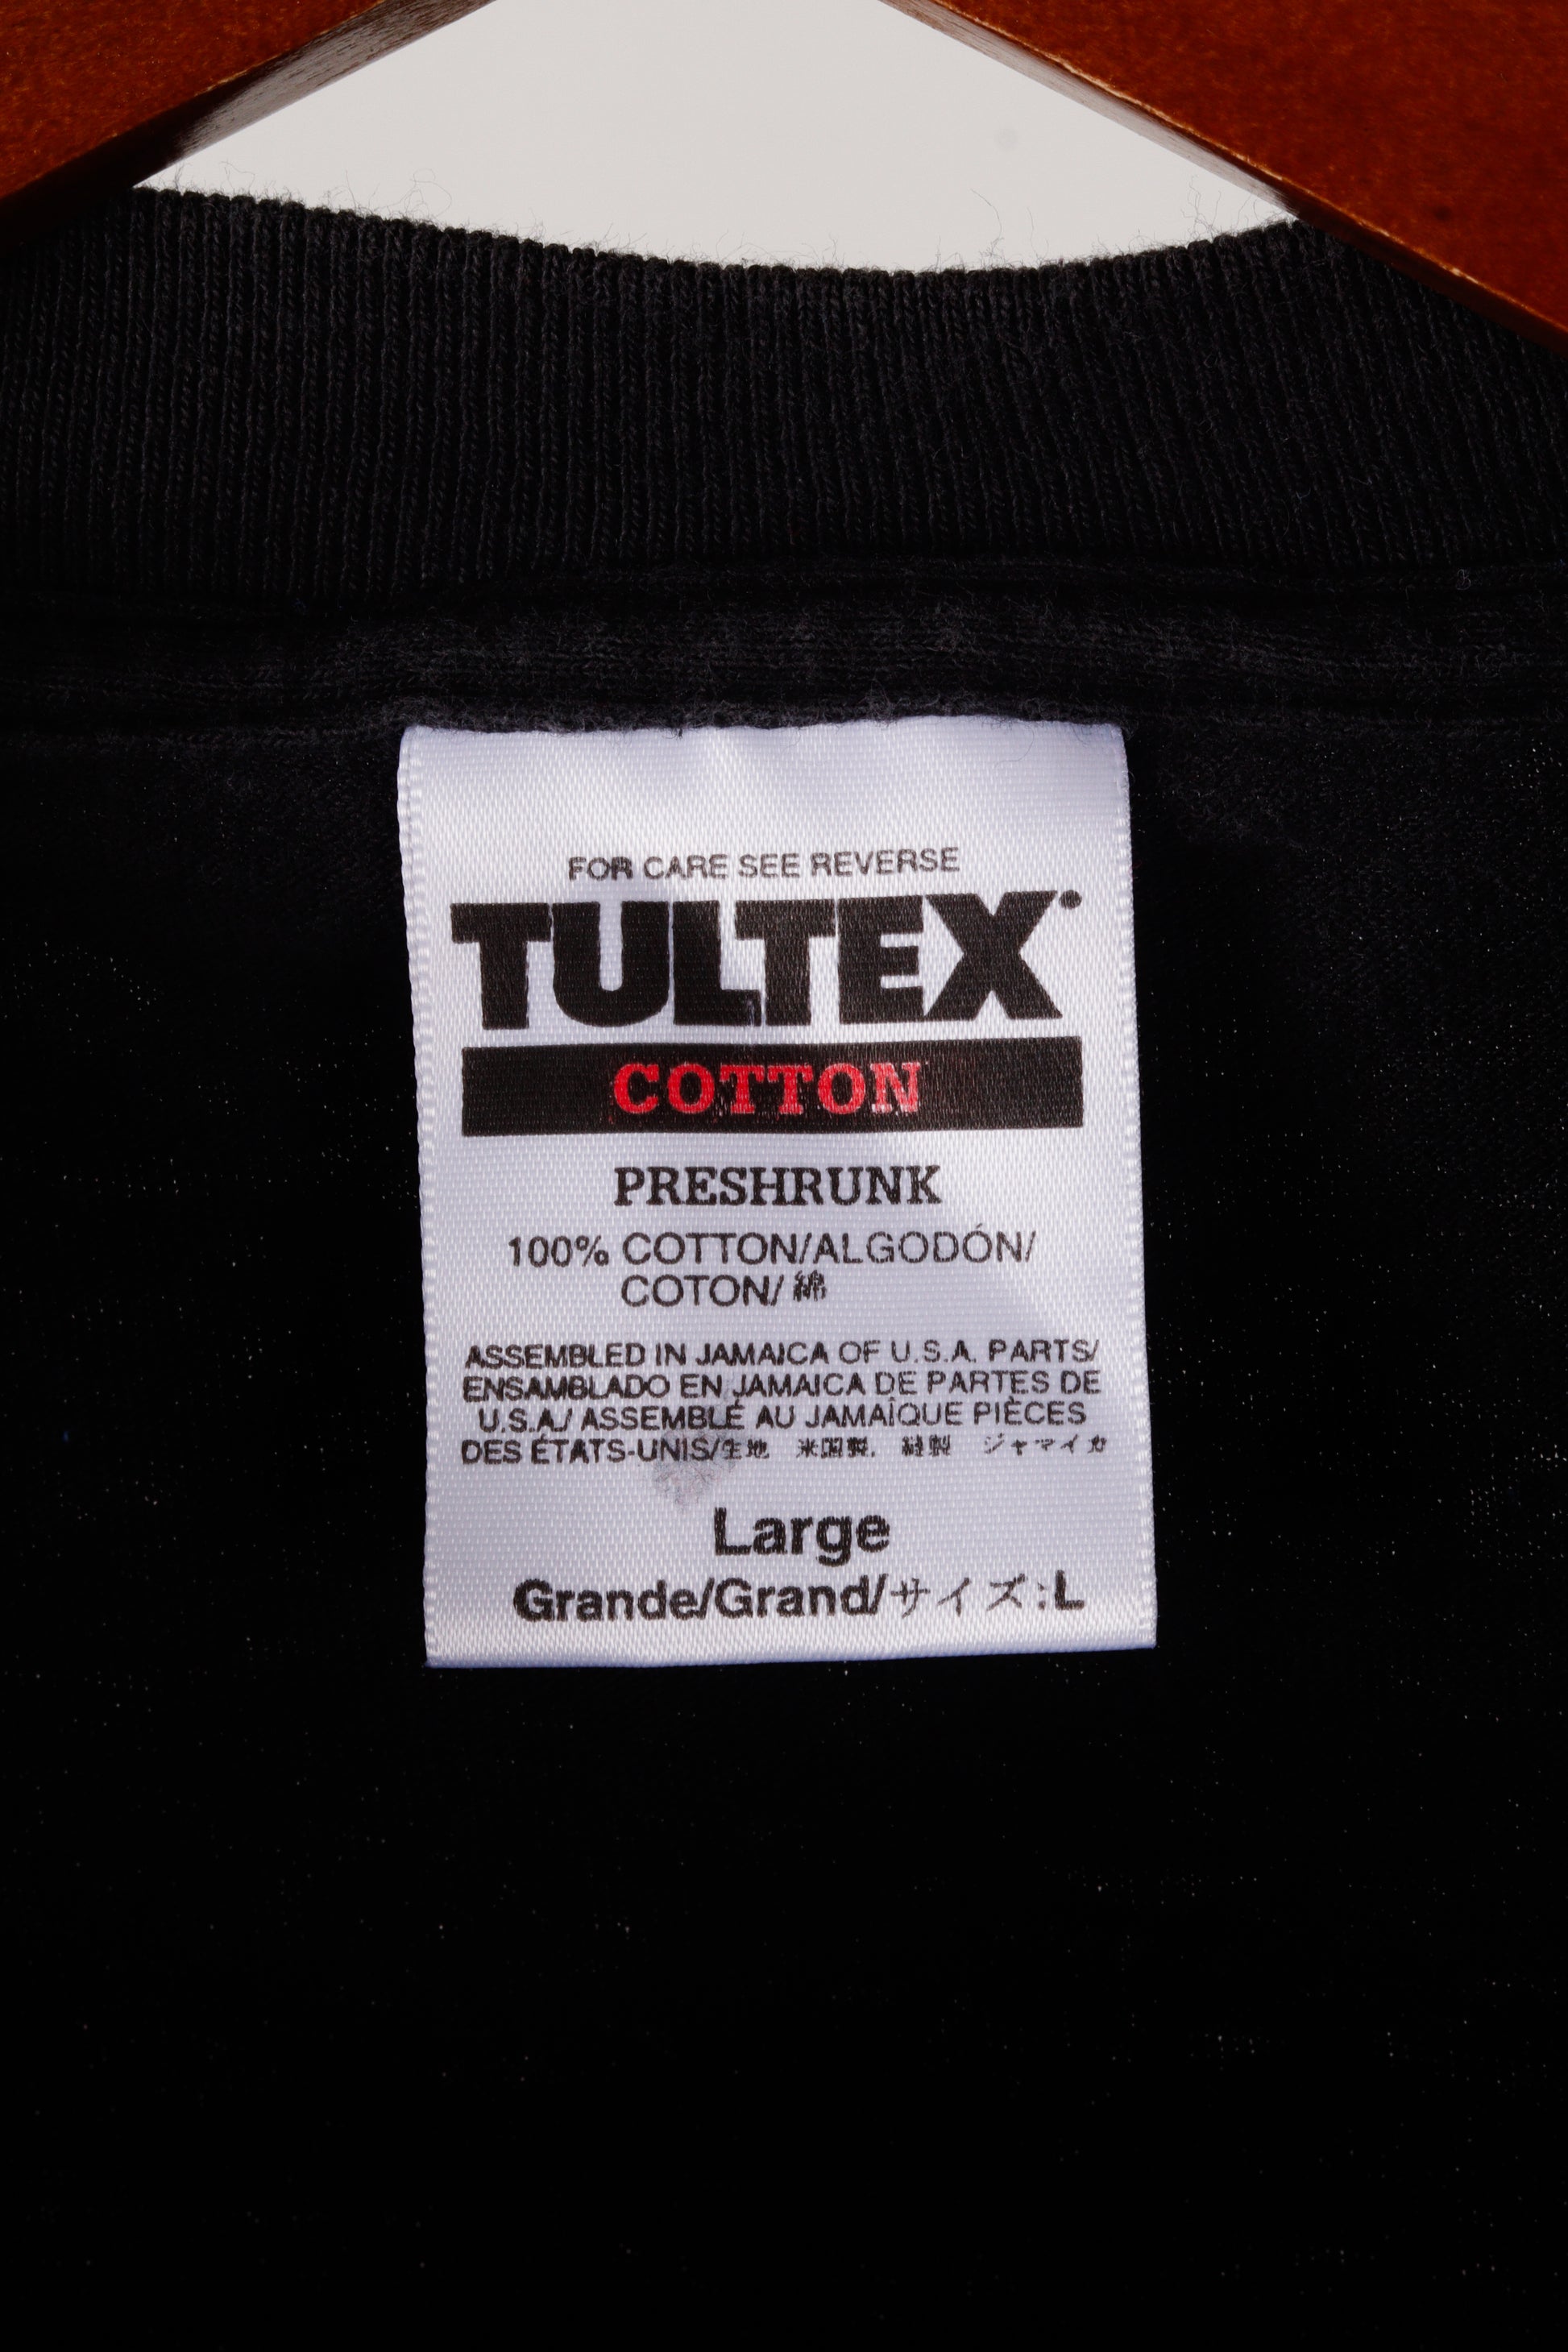 FOR CARE SEE REVERSE
TULTEX
COTTON
PRESHRUNK
100% COTTON/ALGODÓN/
COTON/ 綿
ASSEMBLED IN JAMAICA OF U.S.A. PARTS/
ENSAMBLADO EN JAMAICA DE PARTES DE
U.S.A./ ASSEMBLÉ AU JAMAÏQUE PIÈCES
DES ÉTATS-UNIS/生地 米国製. 縫製 ジャマイカ
Large
Grande/Grand/サイズ:L